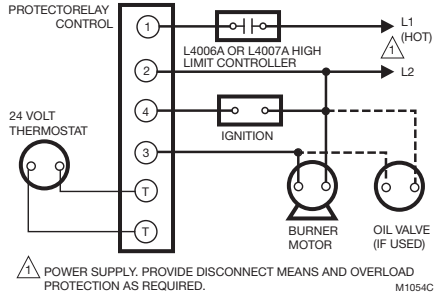 PROTECTORELAY
CONTROL
1
L1
(HOT)
1
L4006A OR L4007A HIGH
LIMIT CONTROLLER
2
L2
4
IGNITION
24 VOLT
THERMOSTAT
3
T
T
BURNER
MOTOR
OIL VALVE
(IF USED)
1 POWER SUPPLY. PROVIDE DISCONNECT MEANS AND OVERLOAD
PROTECTION AS REQUIRED.
M1054C